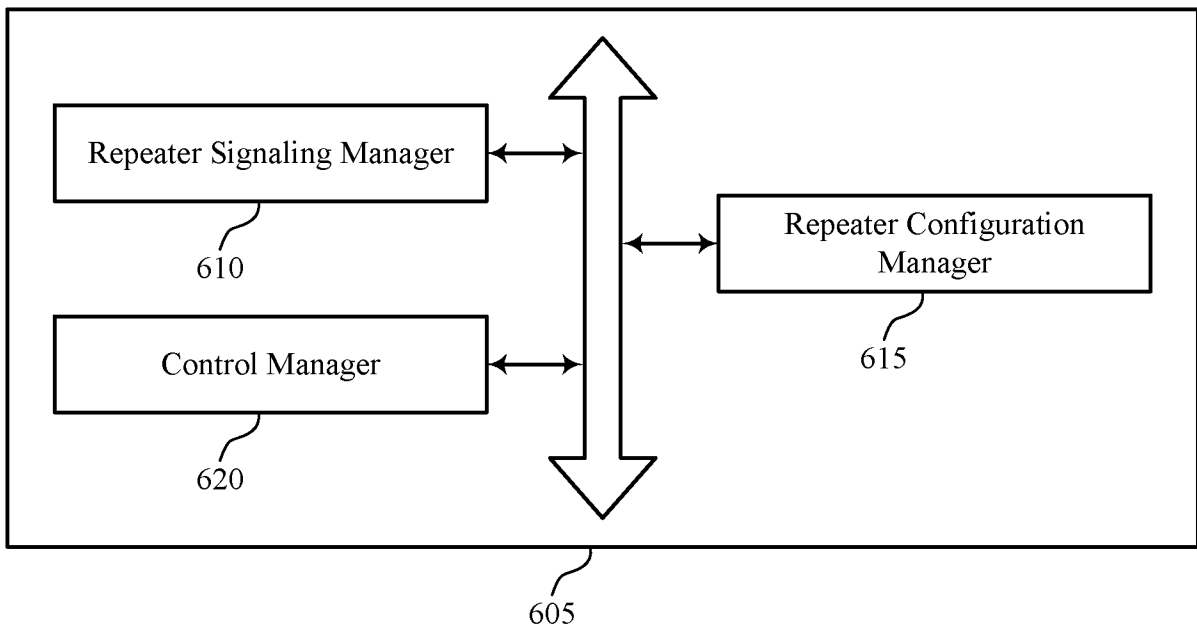 Repeater Signaling Manager
610
Repeater Configuration
Manager
615
Control Manager
620
605